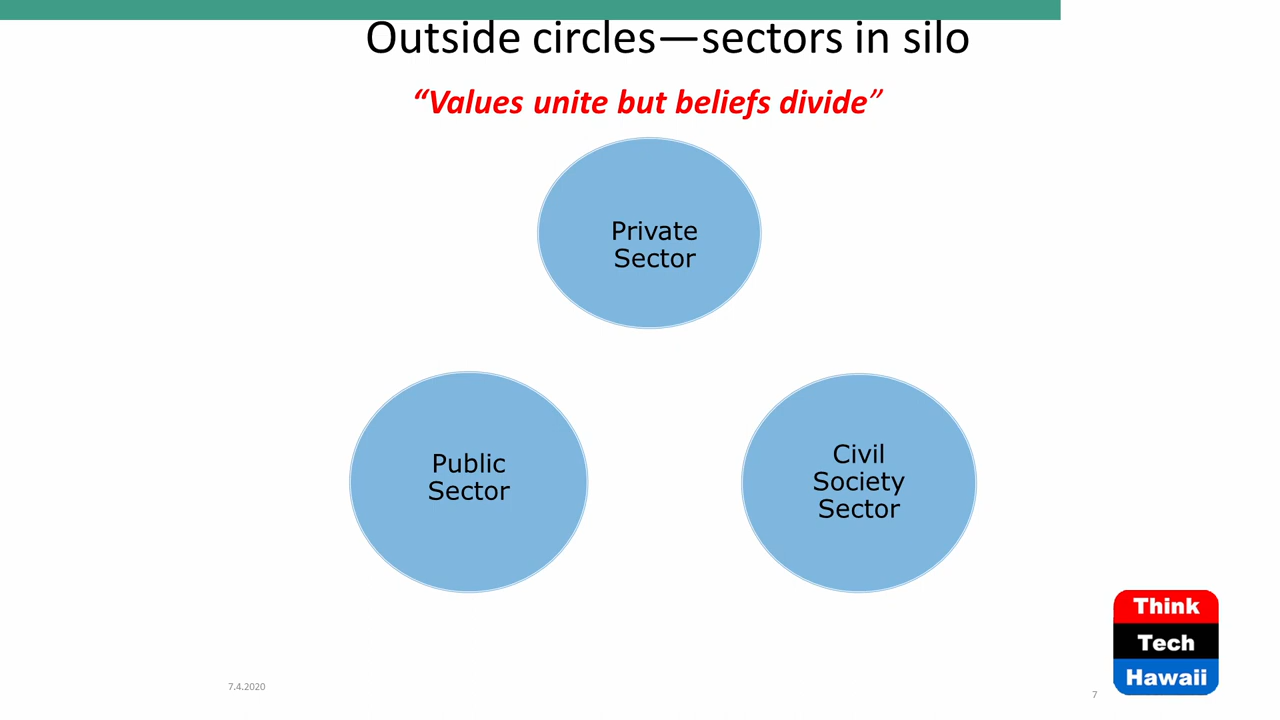 Outside circles—sectors in silo
“Values unite but beliefs divide”
Private
Sector
Public
Sector
Civil
Society
Sector
Think
Tech
Hawaii
7.4.2020
7